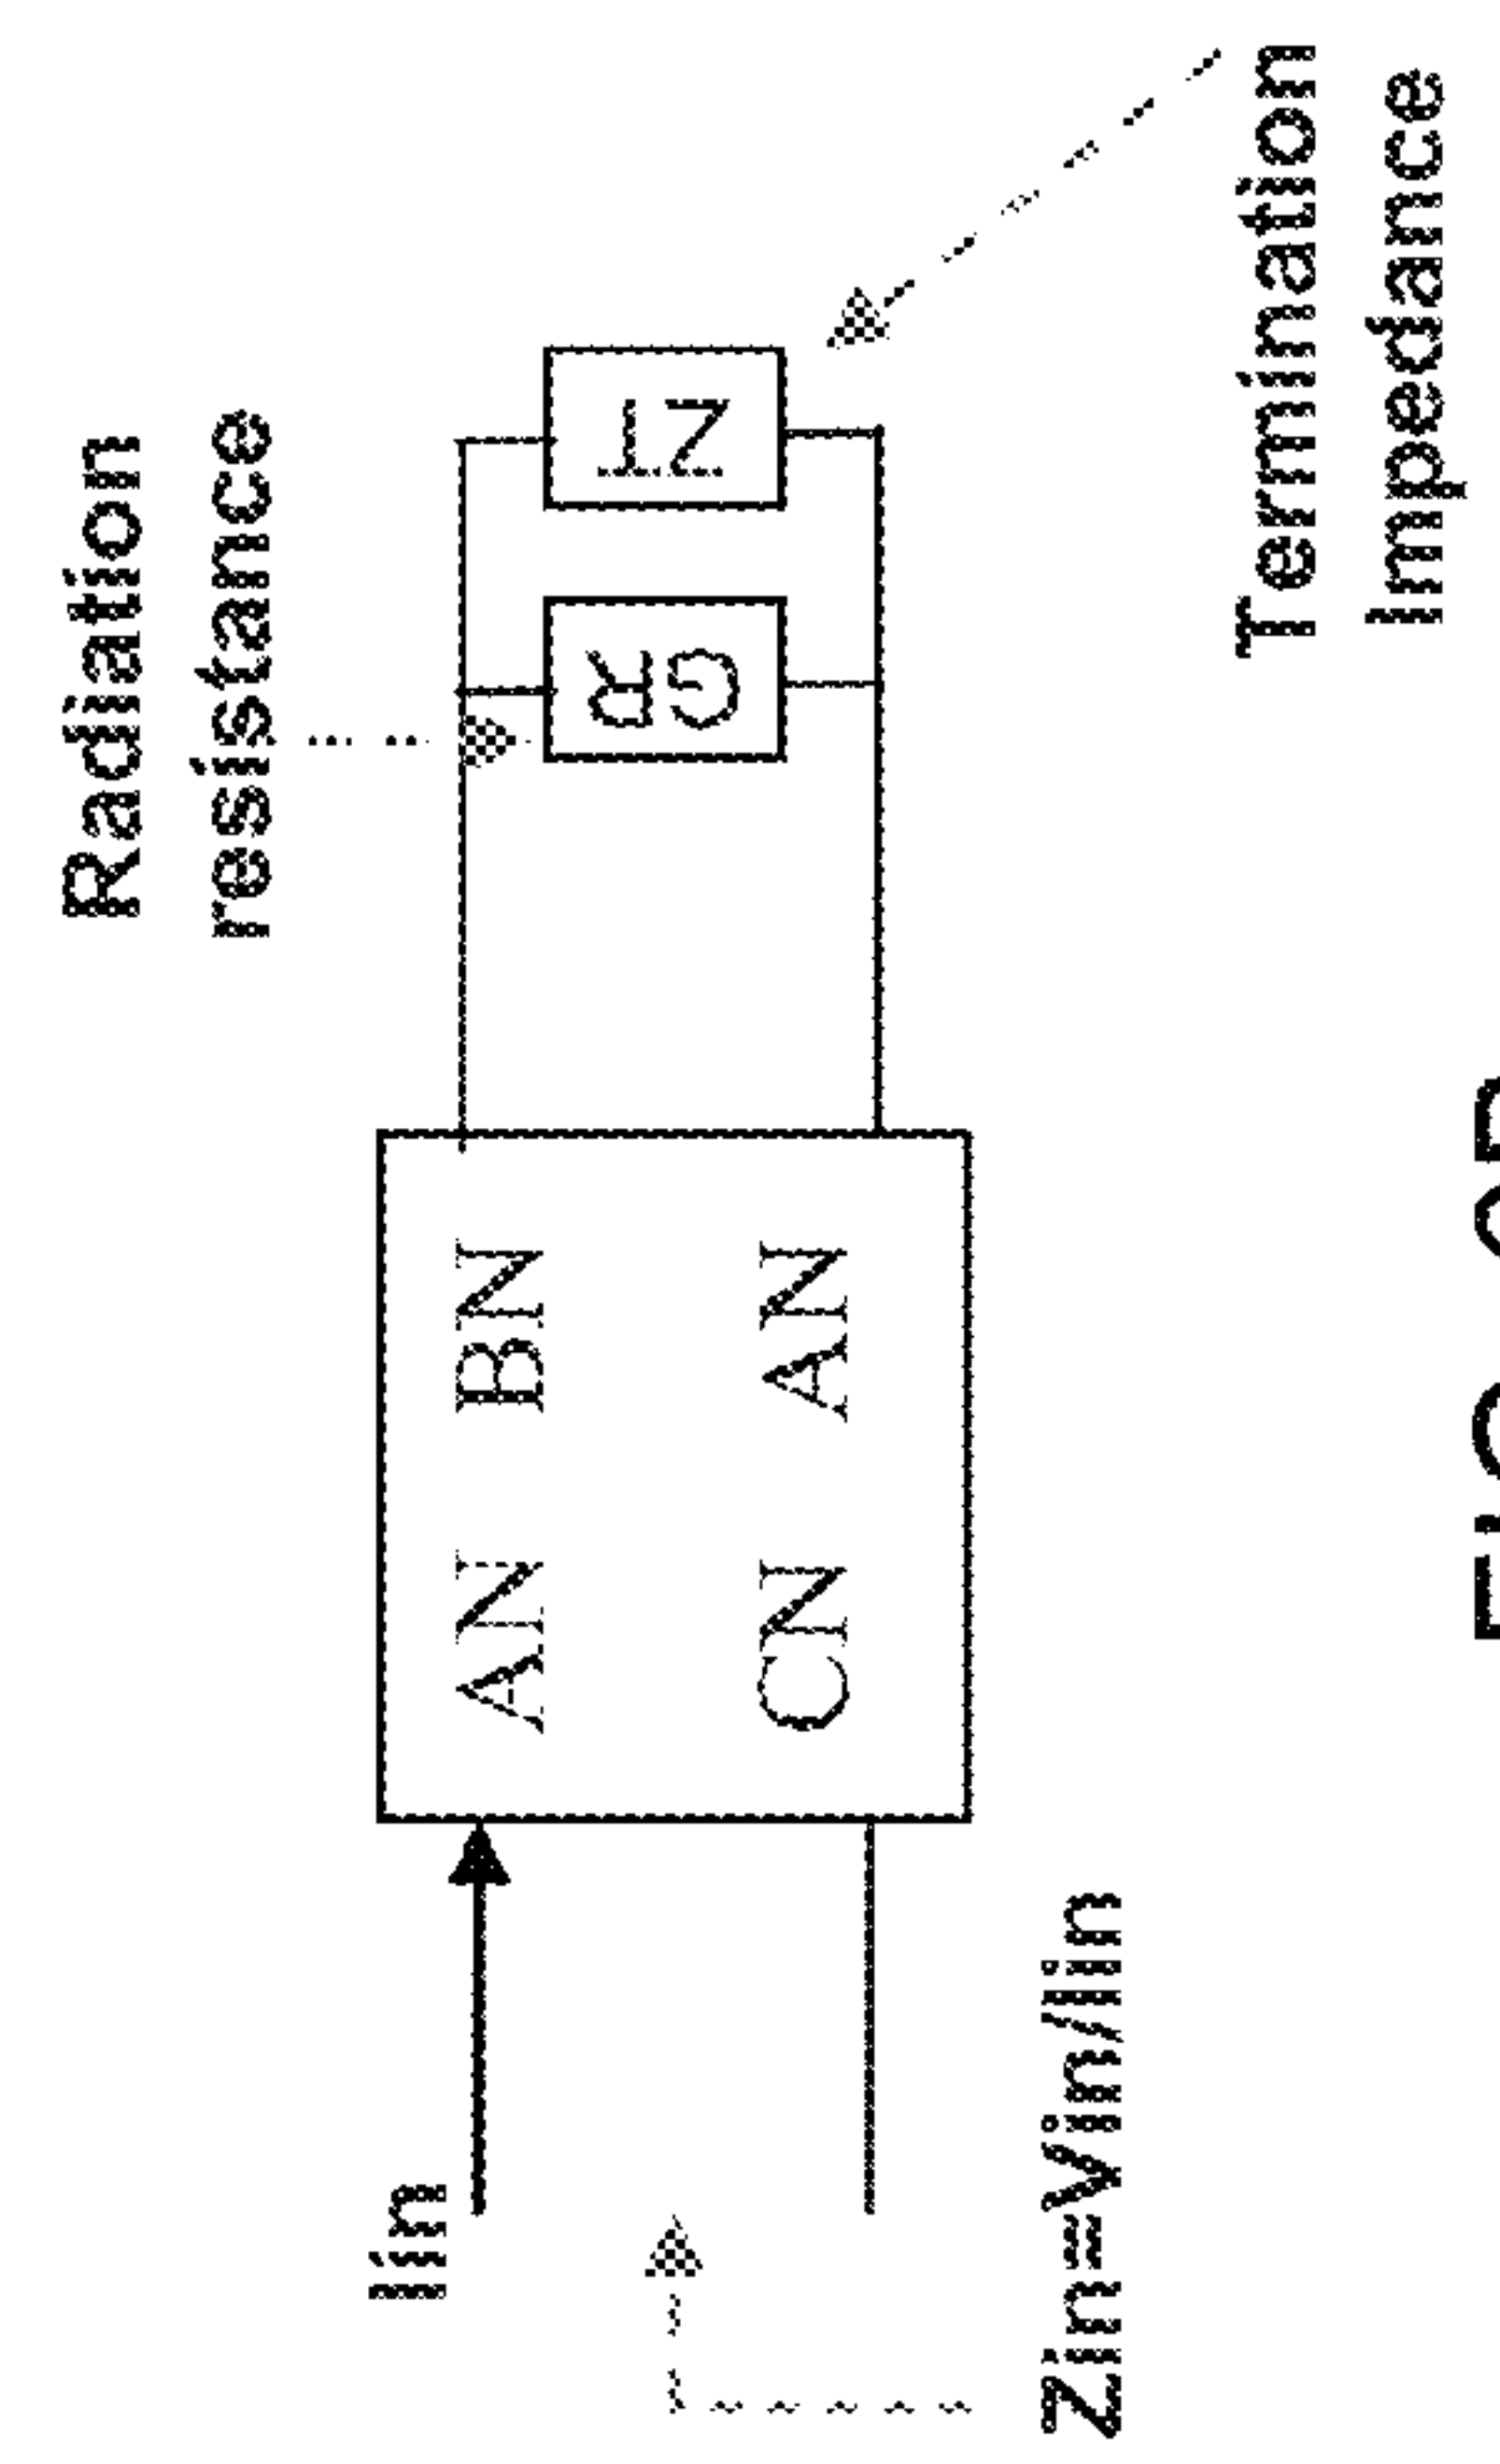 Radiation
resistance
Iin
AN BN
CN AN
GR
ZT
Zin=Vin/Iin
Termination
Impedance